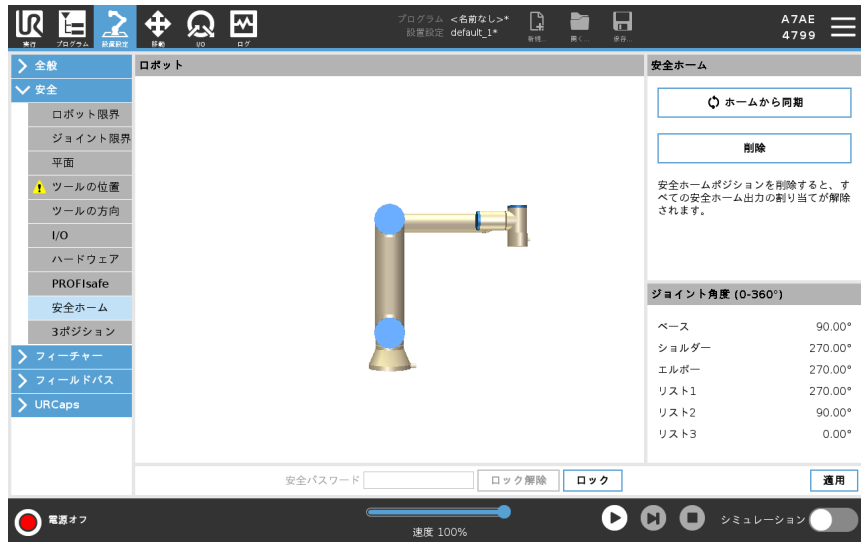 UR
実行
プログラム
設置設定
移動
I/O
ログ
プログラム <名前なし>*
設置設定 default_1*
新規...
開く...
保存...
A7AE
4799
全般
安全
ロボット限界
ジョイント限界
平面
ツールの位置
ツールの方向
I/O
ハードウェア
PROFIsafe
安全ホーム
3ポジション
フィーチャー
フィールドバス
URCaps
ロボット
安全ホーム
ホームから同期
削除
安全ホームポジションを削除すると、す
べての安全ホーム出力の割り当てが解除
されます。
ジョイント角度 (0-360°)
ベース 90.00°
ショルダー 270.00°
エルボー 270.00°
リスト1 270.00°
リスト2 90.00°
リスト3 0.00°
安全パスワード
ロック解除
ロック
適用
電源オフ
速度 100%
シミュレーション